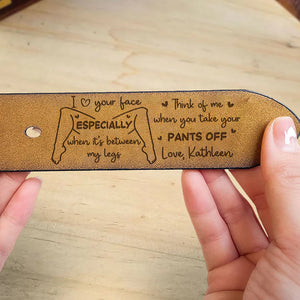 I ♡ your face
ESPECIALLY
when it's between
my legs
Think of me
when you take your
PANTS OFF
Love, Kathleen